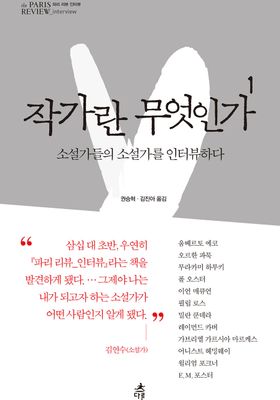 the PARIS 파리 리뷰 인터뷰
REVIEW_interview
작가란 무엇인가 1
소설가들의 소설가를 인터뷰하다
권승혁 · 김진아 옮김
“ 삼십 대 초반, 우연히
『파리 리뷰_인터뷰』라는 책을
발견하게 됐다. … 그제야 나는
내가 되고자 하는 소설가가
어떤 사람인지 알게 됐다. ”
김연수(소설가)
움베르토 에코
오르한 파묵
무라카미 하루키
폴 오스터
이언 매큐언
필립 로스
밀란 쿤데라
레이먼드 카버
가브리엘 가르시아 마르케스
어니스트 헤밍웨이
윌리엄 포크너
E. M. 포스터
다른